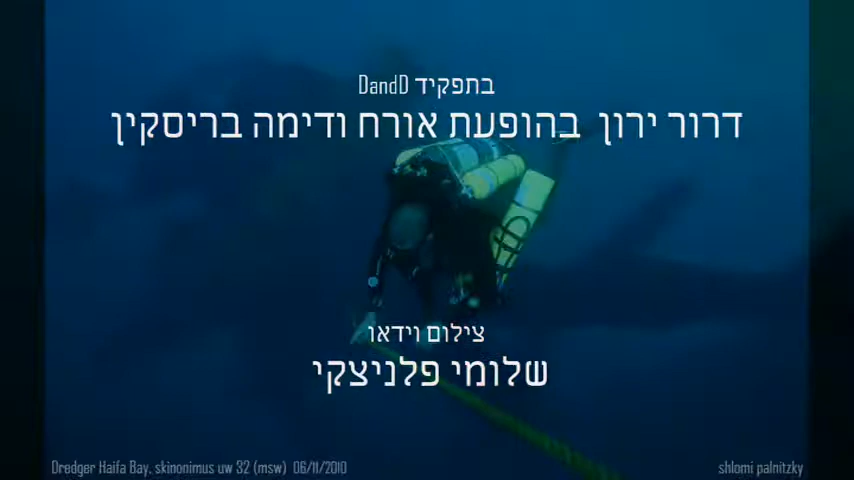 בתפקיד DandD
דרור ירון בהופעת אורח ודימה בריסקין
צילום וידאו
שלומי פלניצקי
Dredger Haifa Bay. skinonimus uw 32 (msw) 06/11/2010
shlomi palnitzky